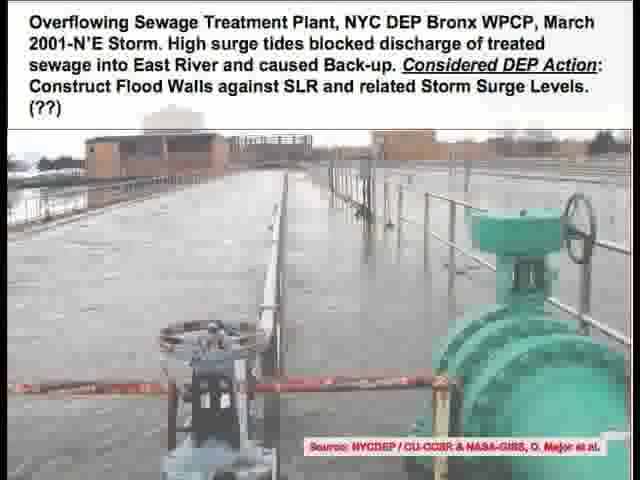 Overflowing Sewage Treatment Plant, NYC DEP Bronx WPCP, March
2001-N'E Storm. High surge tides blocked discharge of treated
sewage into East River and caused Back-up. Considered DEP Action:
Construct Flood Walls against SLR and related Storm Surge Levels.
(??)
Source: NYCDEP / CU-CCSR & NASA-GISS, D. Major et al.